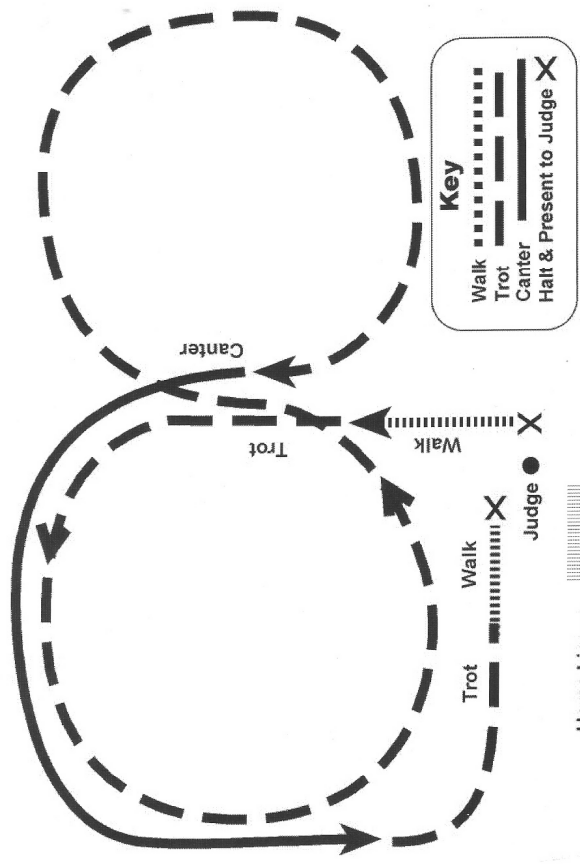 Canter
Trot
Walk
Trot
Walk
Judge
Key
Walk
Trot
Canter
Halt & Present to Judge X
X
X